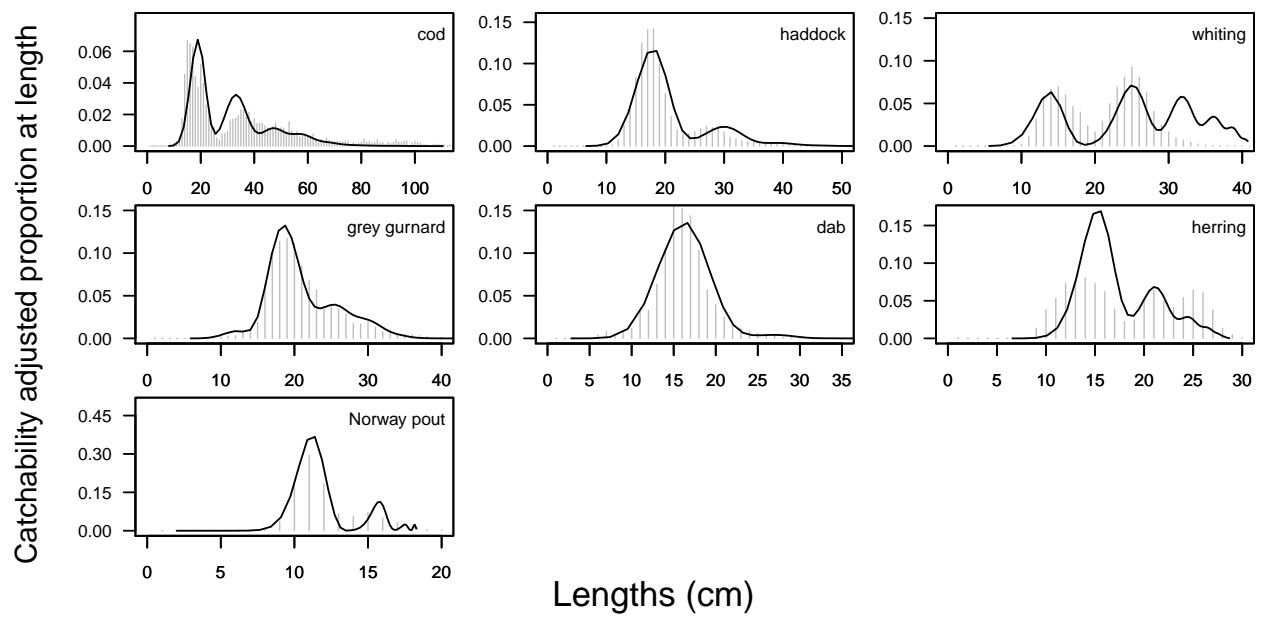 Catchability adjusted proportion at length
cod
0.06
0.04
0.02
0.00
0 20 40 60 80 100
haddock
0.15
0.10
0.05
0.00
0 10 20 30 40 50
whiting
0.15
0.10
0.05
0.00
0 10 20 30 40
grey gurnard
0.15
0.10
0.05
0.00
0 10 20 30 40
dab
0.15
0.10
0.05
0.00
0 5 10 15 20 25 30 35
herring
0.15
0.10
0.05
0.00
0 5 10 15 20 25 30
Norway pout
0.45
0.30
0.15
0.00
0 5 10 15 20
Lengths (cm)